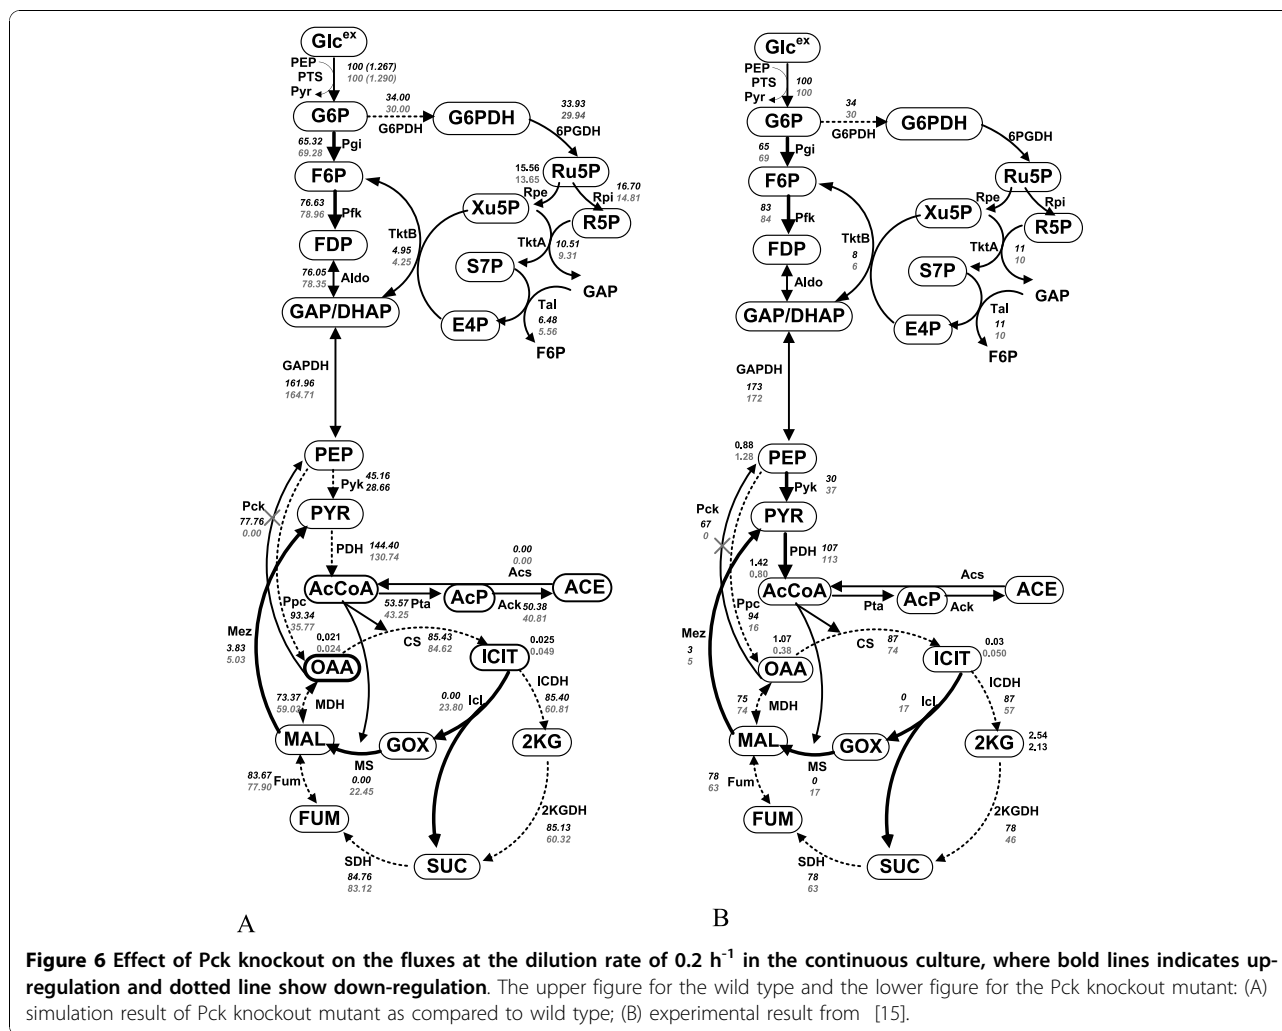 Glc^ex
PEP
PTS
Pyr
100 (1.267)
100 (1.290)
G6P
34.00
30.00
G6PDH
G6PDH
33.93
29.94
6PGDH
65.32
69.28
Pgi
F6P
15.56
13.65
Ru5P
Rpe
Rpi
16.70
14.81
76.63
78.96
Pfk
Xu5P
R5P
FDP
TktB
4.95
4.25
TktA
10.51
9.31
76.05
78.35
Aldo
S7P
GAP
GAP/DHAP
E4P
Tal
6.48
5.56
F6P
GAPDH
161.96
164.71
PEP
Pyk
45.16
28.66
Pck
77.76
0.00
PYR
PDH
144.40
130.74
0.00
0.00
Acs
AcCoA
AcP
ACE
53.57
43.25
Pta
Ack
50.38
40.81
Ppc
93.34
35.77
Mez
3.83
5.03
0.021
0.024
OAA
CS
85.43
84.62
0.025
0.049
ICIT
73.37
59.03
MDH
0.00
23.80
Icl
ICDH
85.40
60.81
MAL
GOX
2KG
MS
0.00
22.45
83.67
77.90
Fum
FUM
2KGDH
85.13
60.32
SDH
84.76
83.12
SUC
A
Glc^ex
PEP
PTS
Pyr
100
100
G6P
34
30
G6PDH
G6PDH
6PGDH
65
69
Pgi
F6P
Ru5P
Rpe
Rpi
83
84
Pfk
Xu5P
R5P
FDP
TktB
8
6
TktA
11
10
Aldo
S7P
GAP
GAP/DHAP
E4P
Tal
11
10
F6P
GAPDH
173
172
0.88
1.28
PEP
Pyk
30
37
Pck
67
0
PYR
PDH
107
113
1.42
0.80
Acs
AcCoA
AcP
ACE
Pta
Ack
Ppc
94
16
Mez
3
5
1.07
0.38
OAA
CS
87
74
0.03
0.050
ICIT
75
74
MDH
0
17
Icl
ICDH
87
57
MAL
GOX
2KG
2.54
2.13
MS
0
17
78
63
Fum
FUM
2KGDH
78
46
SDH
78
63
SUC
B
Figure 6 Effect of Pck knockout on the fluxes at the dilution rate of 0.2 h⁻¹ in the continuous culture, where bold lines indicates up-
regulation and dotted line show down-regulation. The upper figure for the wild type and the lower figure for the Pck knockout mutant: (A)
simulation result of Pck knockout mutant as compared to wild type; (B) experimental result from [15].